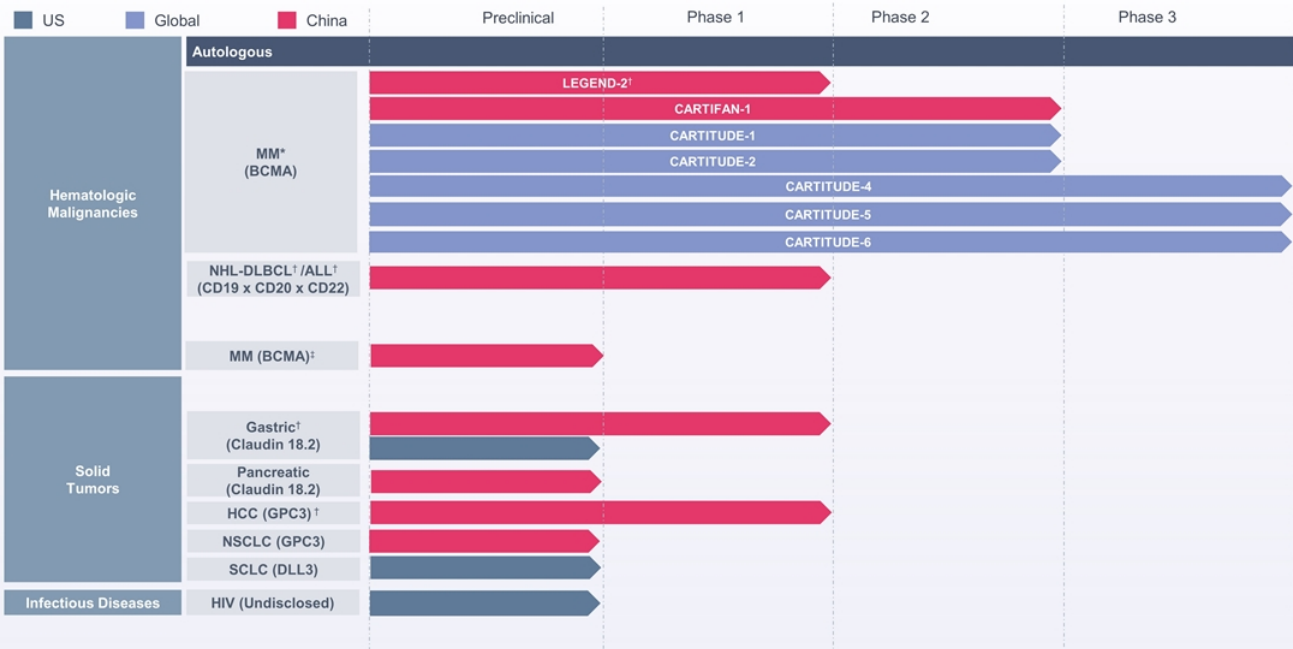 US Global China Preclinical Phase 1 Phase 2 Phase 3
Autologous
Hematologic
Malignancies
MM*
(BCMA)
LEGEND-2†
CARTIFAN-1
CARTITUDE-1
CARTITUDE-2
CARTITUDE-4
CARTITUDE-5
CARTITUDE-6
NHL-DLBCL† /ALL†
(CD19 x CD20 x CD22)
MM (BCMA)‡
Solid
Tumors
Gastric†
(Claudin 18.2)
Pancreatic
(Claudin 18.2)
HCC (GPC3) †
NSCLC (GPC3)
SCLC (DLL3)
Infectious Diseases
HIV (Undisclosed)